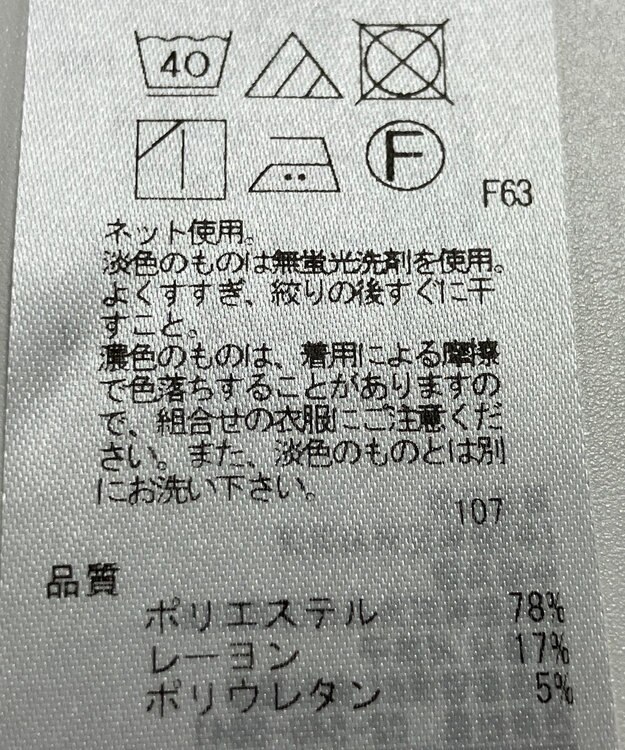 40
F
F63
ネット使用。
淡色のものは無蛍光洗剤を使用。
よくすすぎ、絞りの後すぐに干
すこと。
濃色のものは、着用による摩擦
で色落ちすることがありますの
で、組合せの衣服にご注意くだ
さい。また、淡色のものとは別
にお洗い下さい。
107
品質
ポリエステル 78%
レーヨン 17%
ポリウレタン 5%